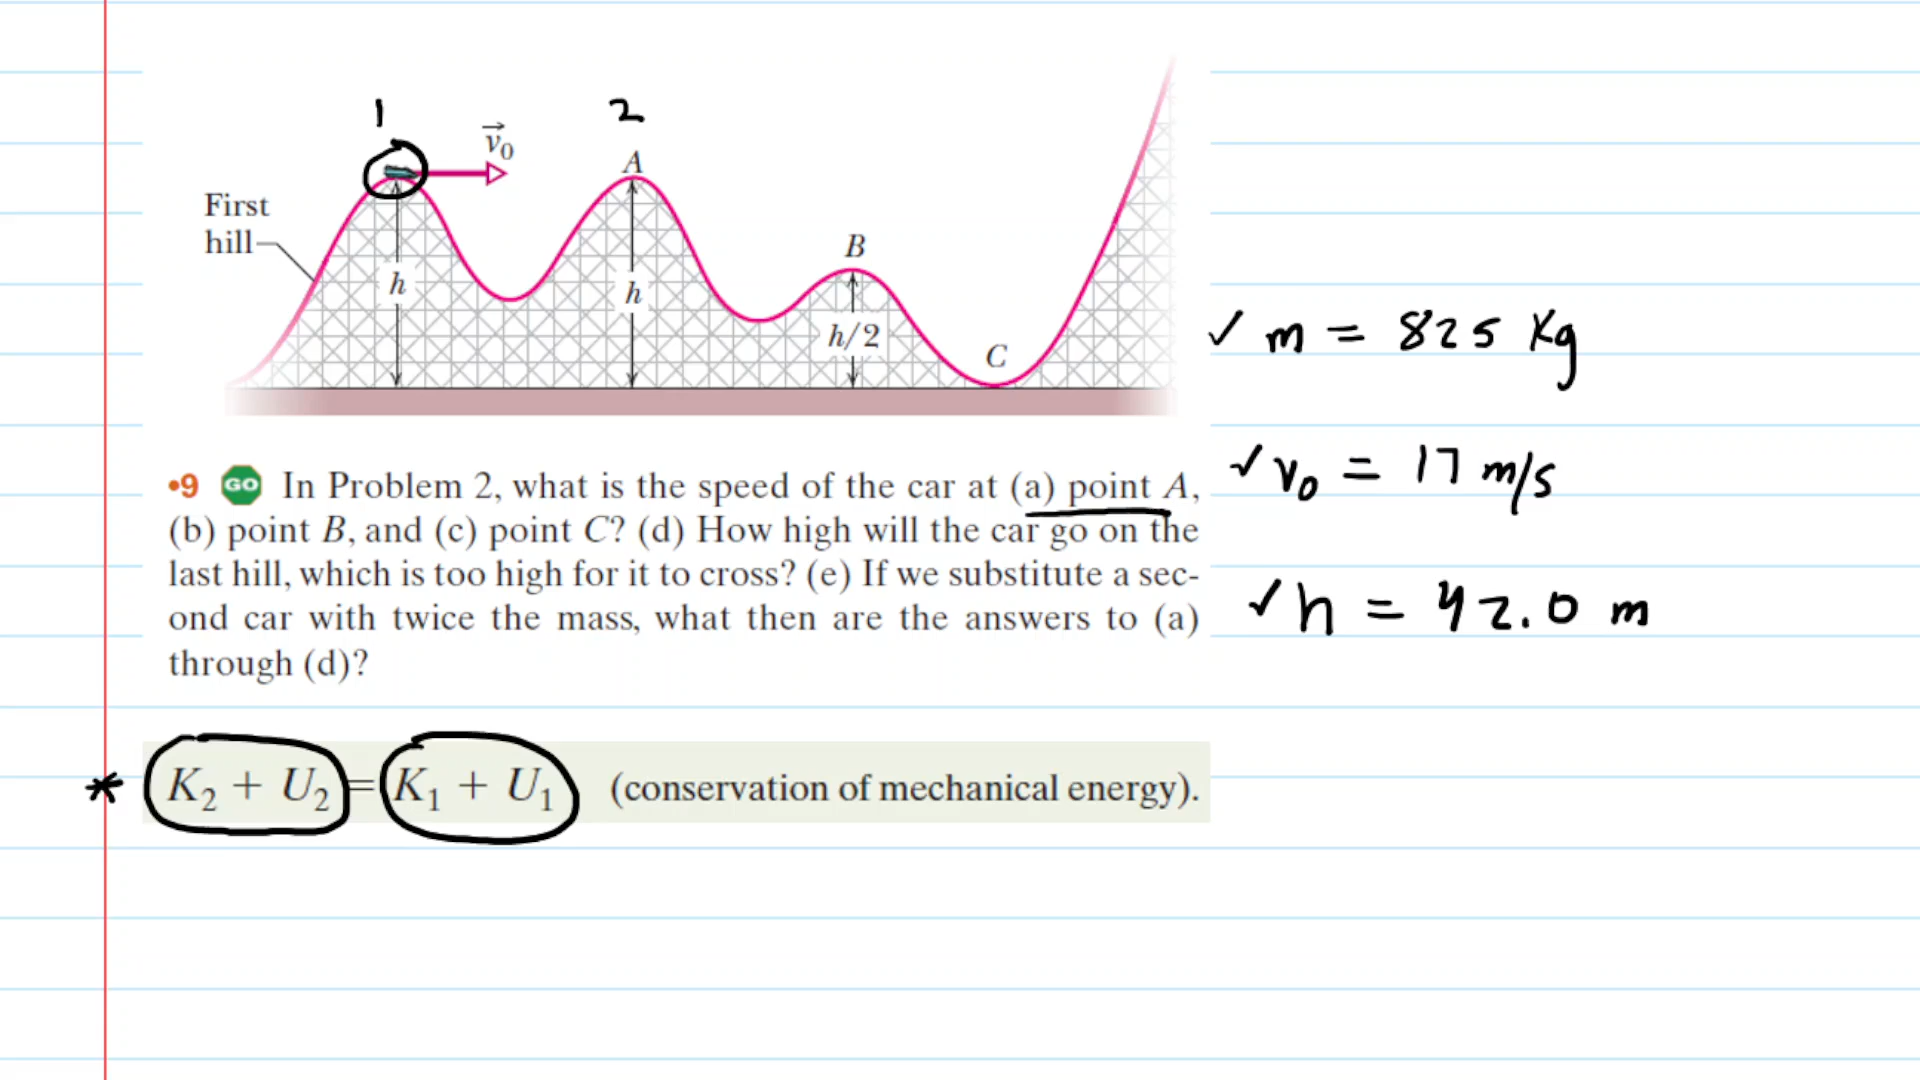 1
2
v⃗0
A
First
hill
h
h
B
h/2
C
✓ m = 825 Kg
✓ v0 = 17 m/s
✓ h = 42.0 m
•9 GO In Problem 2, what is the speed of the car at (a) point A,
(b) point B, and (c) point C? (d) How high will the car go on the
last hill, which is too high for it to cross? (e) If we substitute a sec-
ond car with twice the mass, what then are the answers to (a)
through (d)?
* K2 + U2 = K1 + U1 (conservation of mechanical energy).